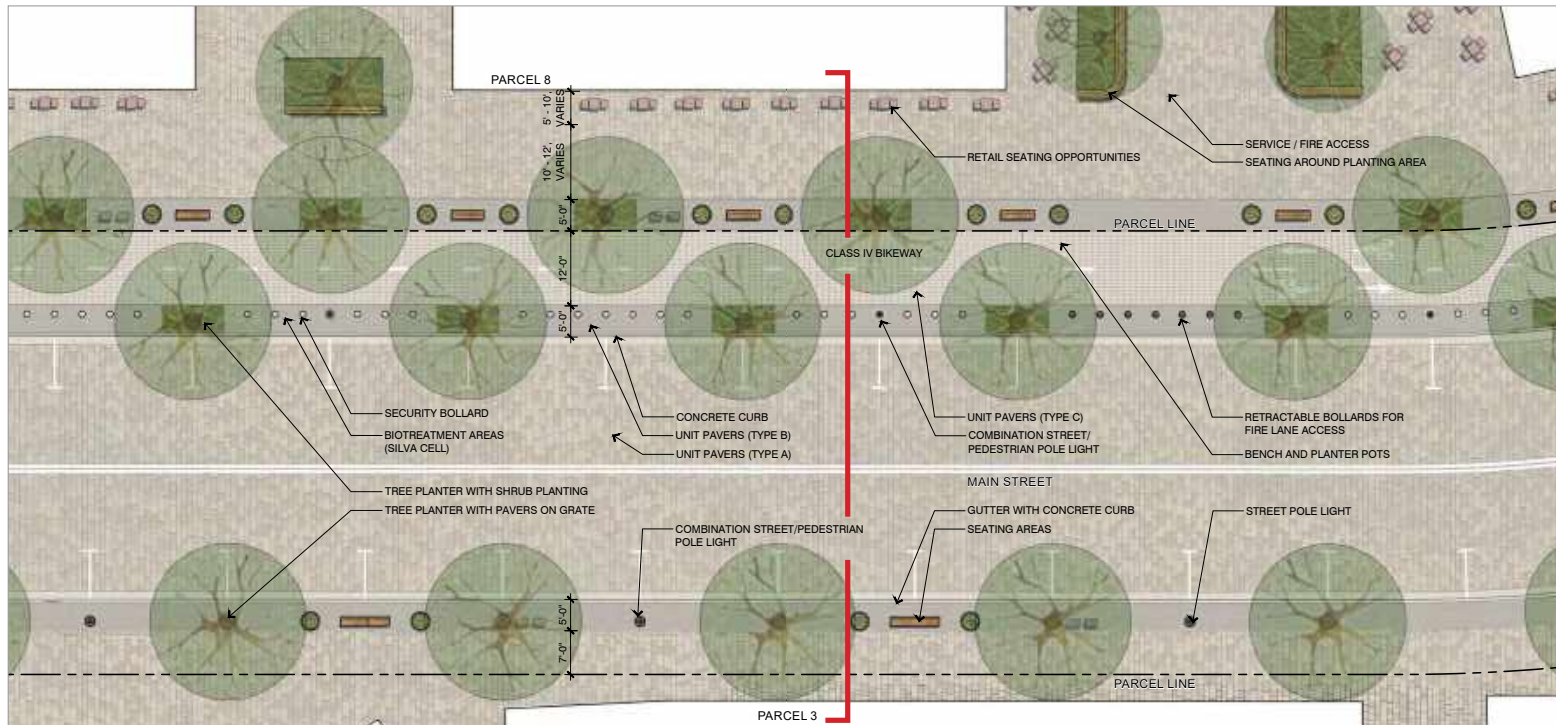 PARCEL 8
5' - 10',
VARIES
10' - 12',
VARIES
5'-0"
12'-0"
5'-0"
RETAIL SEATING OPPORTUNITIES
SERVICE / FIRE ACCESS
SEATING AROUND PLANTING AREA
PARCEL LINE
CLASS IV BIKEWAY
SECURITY BOLLARD
BIOTREATMENT AREAS
(SILVA CELL)
CONCRETE CURB
UNIT PAVERS (TYPE B)
UNIT PAVERS (TYPE A)
UNIT PAVERS (TYPE C)
COMBINATION STREET/
PEDESTRIAN POLE LIGHT
RETRACTABLE BOLLARDS FOR
FIRE LANE ACCESS
BENCH AND PLANTER POTS
MAIN STREET
TREE PLANTER WITH SHRUB PLANTING
TREE PLANTER WITH PAVERS ON GRATE
COMBINATION STREET/PEDESTRIAN
POLE LIGHT
GUTTER WITH CONCRETE CURB
SEATING AREAS
STREET POLE LIGHT
5'-0"
7'-0"
PARCEL LINE
PARCEL 3